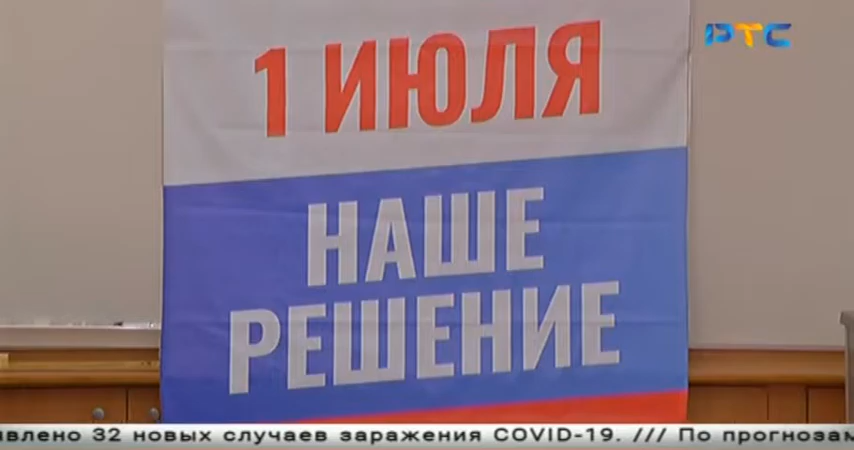 РТС
1 ИЮЛЯ
НАШЕ
РЕШЕНИЕ
влено 32 новых случаев заражения COVID-19. /// По прогнозам